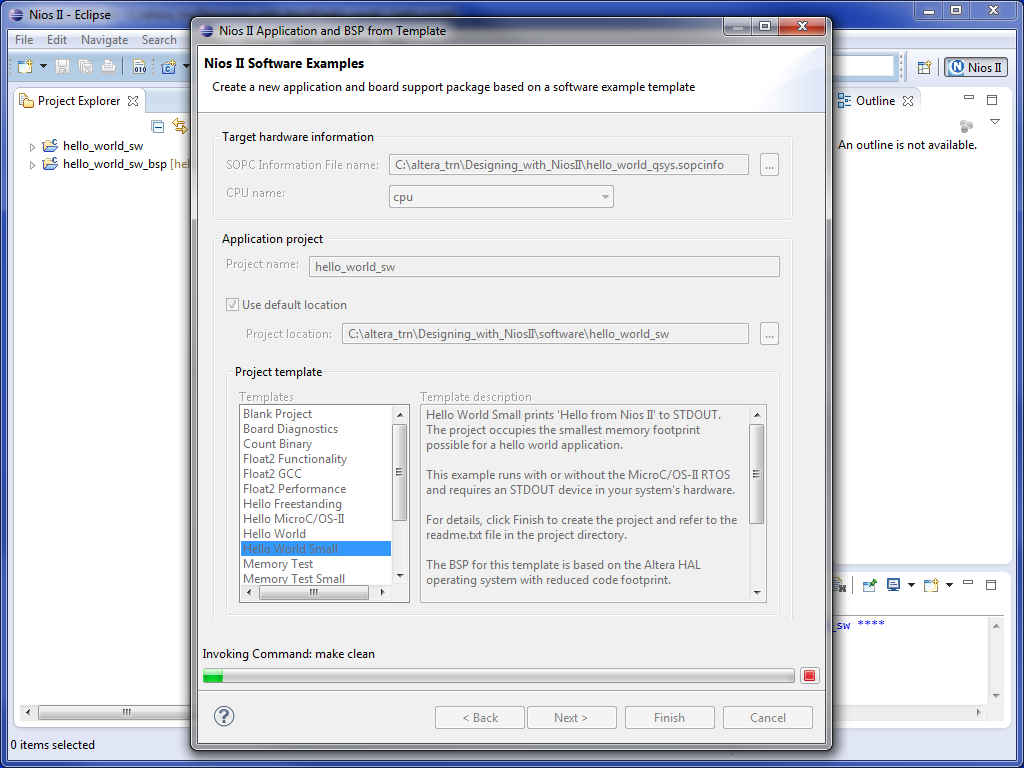 Nios II - Eclipse
File Edit Navigate Search
Nios II
Project Explorer
hello_world_sw
hello_world_sw_bsp [hel
0 items selected
Nios II Application and BSP from Template
Nios II Software Examples
Create a new application and board support package based on a software example template
Target hardware information
SOPC Information File name: C:\altera_trn\Designing_with_NiosII\hello_world_qsys.sopcinfo ...
CPU name: cpu
Application project
Project name: hello_world_sw
Use default location
Project location: C:\altera_trn\Designing_with_NiosII\software\hello_world_sw ...
Project template
Templates
Blank Project
Board Diagnostics
Count Binary
Float2 Functionality
Float2 GCC
Float2 Performance
Hello Freestanding
Hello MicroC/OS-II
Hello World
Hello World Small
Memory Test
Memory Test Small
Template description
Hello World Small prints 'Hello from Nios II' to STDOUT.
The project occupies the smallest memory footprint
possible for a hello world application.
This example runs with or without the MicroC/OS-II RTOS
and requires an STDOUT device in your system's hardware.
For details, click Finish to create the project and refer to the
readme.txt file in the project directory.
The BSP for this template is based on the Altera HAL
operating system with reduced code footprint.
Invoking Command: make clean
?
< Back Next > Finish Cancel
Outline
An outline is not available.
_sw ****